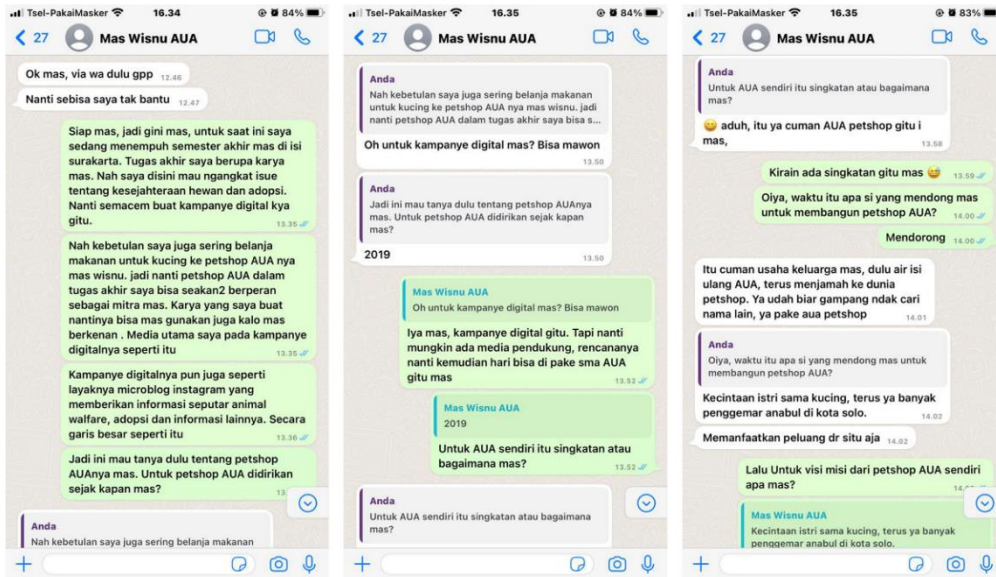 Tsel-PakaiMasker 16.34 84%
27 Mas Wisnu AUA
Ok mas, via wa dulu gpp 12.46
Nanti sebisa saya tak bantu 12.47
Siap mas, jadi gini mas, untuk saat ini saya
sedang menempuh semester akhir mas di isi
surakarta. Tugas akhir saya berupa karya
mas. Nah saya disini mau ngangkat isue
tentang kesejahteraan hewan dan adopsi.
Nanti semacem buat kampanye digital kya
gitu. 13.35
Nah kebetulan saya juga sering belanja
makanan untuk kucing ke petshop AUA nya
mas wisnu. jadi nanti petshop AUA dalam
tugas akhir saya bisa seakan2 berperan
sebagai mitra mas. Karya yang saya buat
nantinya bisa mas gunakan juga kalo mas
berkenan . Media utama saya pada kampanye
digitalnya seperti itu 13.35
Kampanye digitalnya pun juga seperti
layaknya microblog instagram yang
memberikan informasi seputar animal
welfare, adopsi dan informasi lainnya. Secara
garis besar seperti itu 13.36
Jadi ini mau tanya dulu tentang petshop
AUAnya mas. Untuk petshop AUA didirikan
sejak kapan mas? 13.
Anda
Nah kebetulan saya juga sering belanja makanan
Tsel-PakaiMasker 16.35 84%
27 Mas Wisnu AUA
Anda
Nah kebetulan saya juga sering belanja makanan
untuk kucing ke petshop AUA nya mas wisnu. jadi
nanti petshop AUA dalam tugas akhir saya bisa s...
Oh untuk kampanye digital mas? Bisa mawon
13.50
Anda
Jadi ini mau tanya dulu tentang petshop AUAnya
mas. Untuk petshop AUA didirikan sejak kapan
mas?
2019 13.50
Mas Wisnu AUA
Oh untuk kampanye digital mas? Bisa mawon
Iya mas, kampanye digital gitu. Tapi nanti
mungkin ada media pendukung, rencananya
nanti kemudian hari bisa di pake sma AUA
gitu mas 13.52
Mas Wisnu AUA
2019
Untuk AUA sendiri itu singkatan atau
bagaimana mas? 13.52
Anda
Untuk AUA sendiri itu singkatan atau bagaimana
mas?
Tsel-PakaiMasker 16.35 83%
27 Mas Wisnu AUA
Anda
Untuk AUA sendiri itu singkatan atau bagaimana
mas?
😄 aduh, itu ya cuman AUA petshop gitu i
mas, 13.58
Kirain ada singkatan gitu mas 😅 13.59
Oiya, waktu itu apa si yang mendong mas
untuk membangun petshop AUA? 14.00
Mendorong 14.00
Itu cuman usaha keluarga mas, dulu air isi
ulang AUA, terus menjamah ke dunia
petshop. Ya udah biar gampang ndak cari
nama lain, ya pake aua petshop 14.01
Anda
Oiya, waktu itu apa si yang mendong mas untuk
membangun petshop AUA?
Kecintaan istri sama kucing, terus ya banyak
penggemar anabul di kota solo. 14.02
Memanfaatkan peluang dr situ aja 14.02
Lalu Untuk visi misi dari petshop AUA sendiri
apa mas? 14.
Mas Wisnu AUA
Kecintaan istri sama kucing, terus ya banyak
penggemar anabul di kota solo.